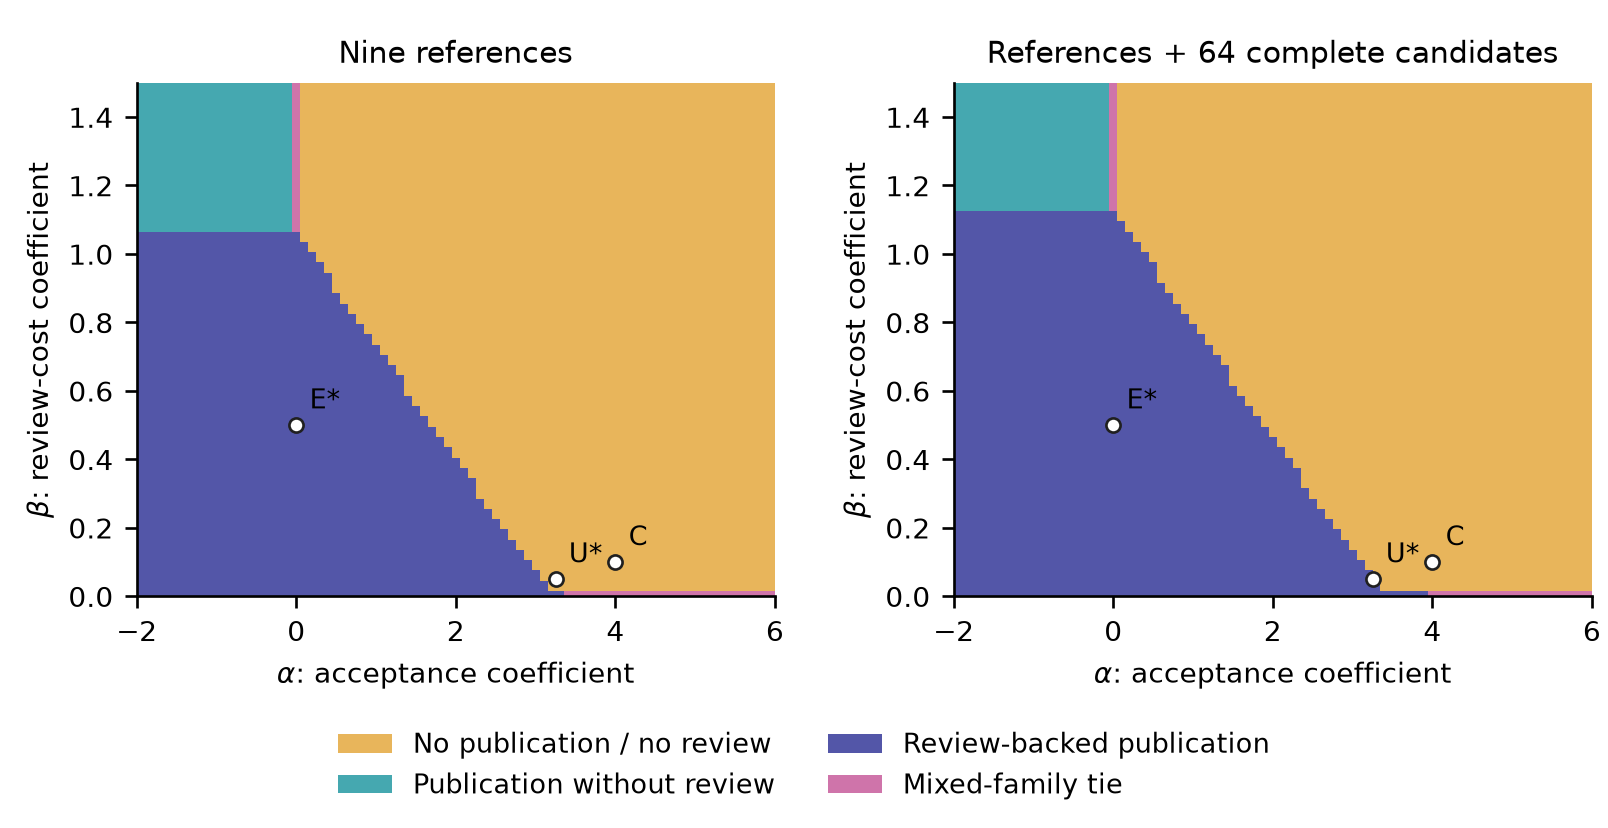 Nine references
References + 64 complete candidates
β: review-cost coefficient
1.4
1.2
1.0
0.8
0.6
0.4
0.2
0.0
E*
U*
C
−2
0
2
4
6
α: acceptance coefficient
β: review-cost coefficient
1.4
1.2
1.0
0.8
0.6
0.4
0.2
0.0
E*
U*
C
−2
0
2
4
6
α: acceptance coefficient
No publication / no review
Publication without review
Review-backed publication
Mixed-family tie